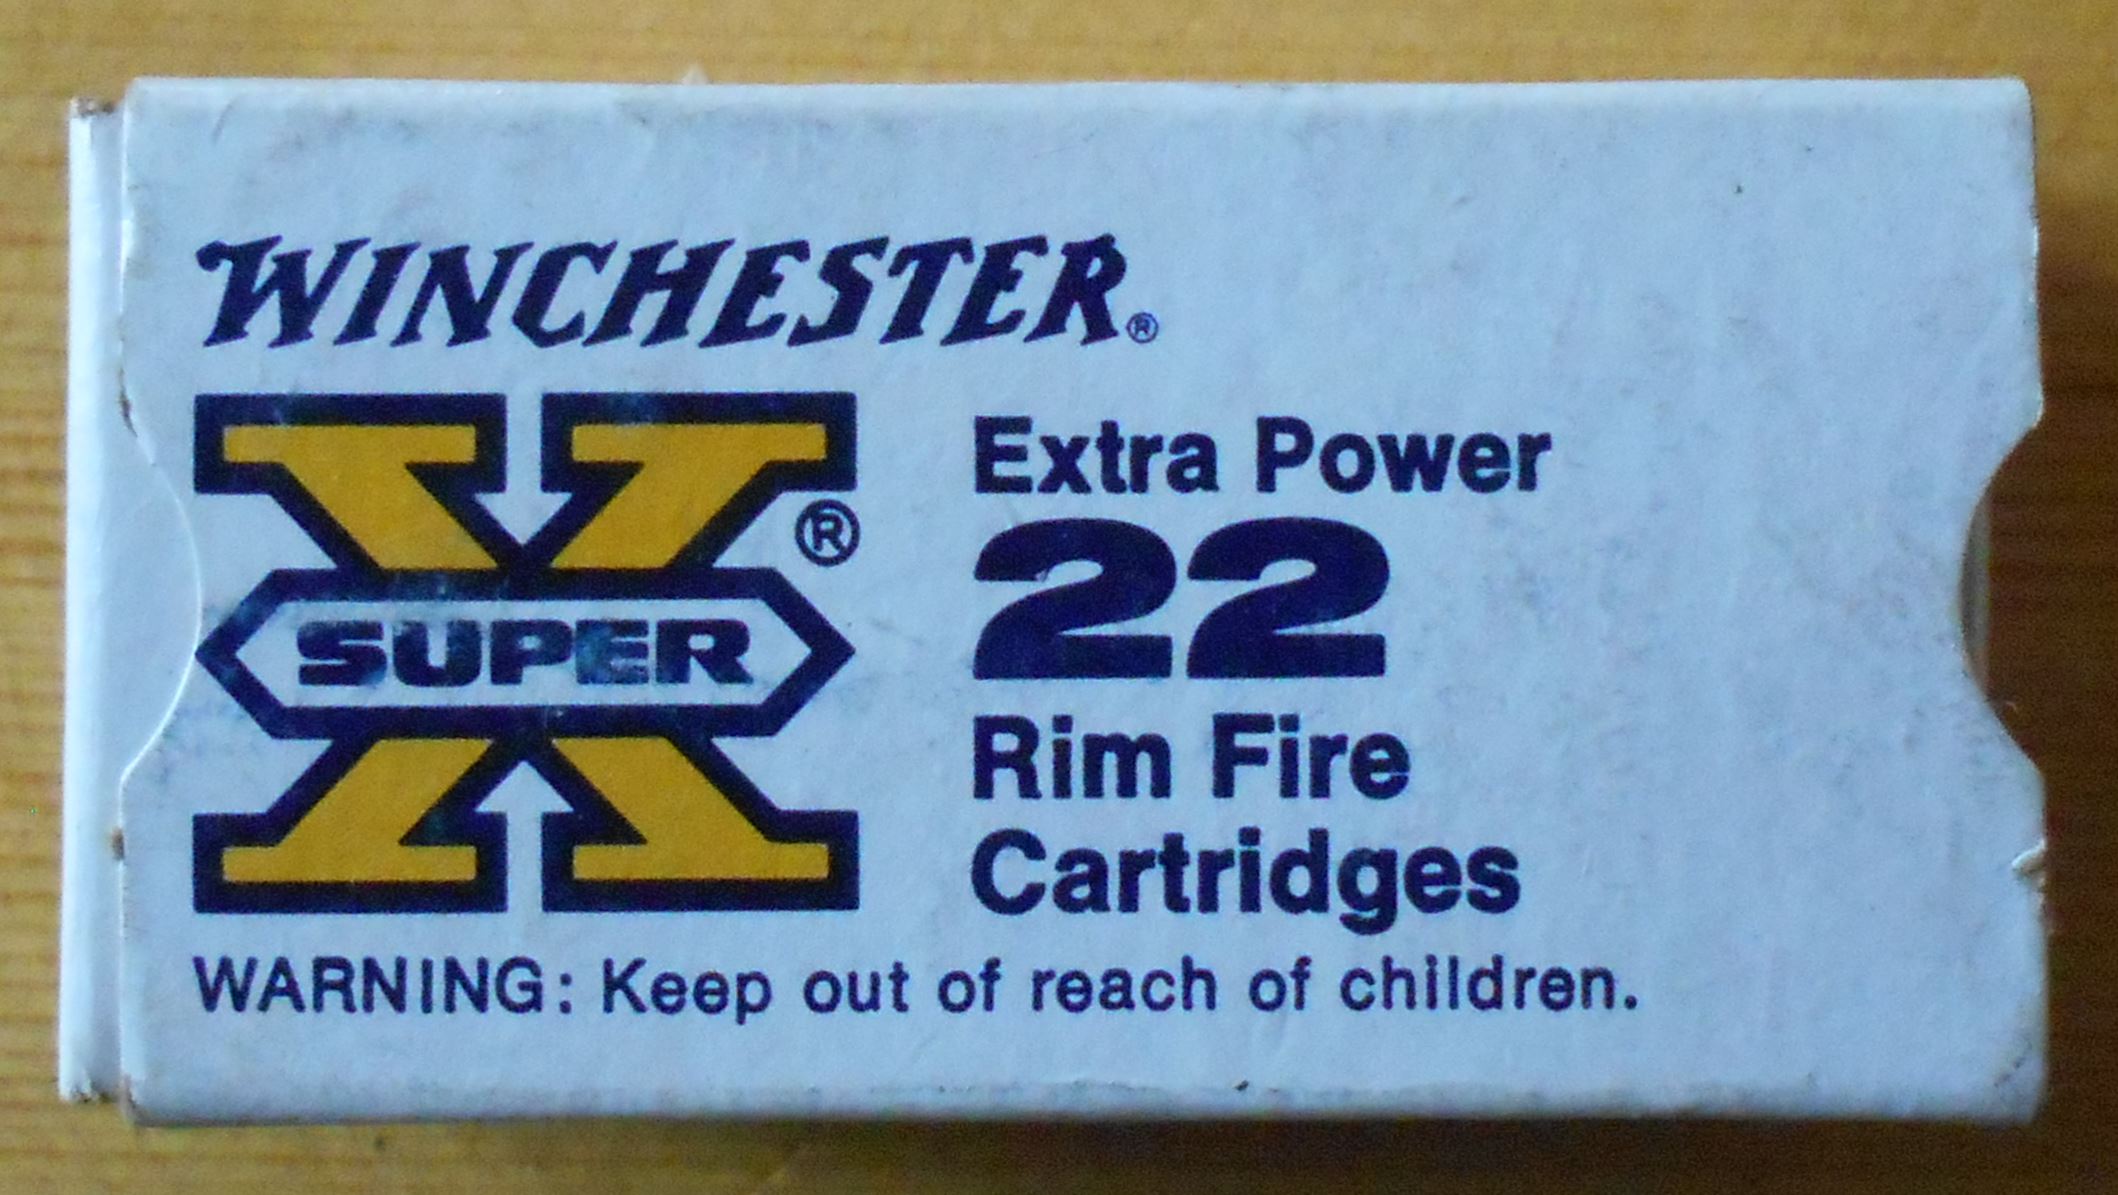 WINCHESTER®
X®
SUPER
Extra Power
22
Rim Fire
Cartridges
WARNING: Keep out of reach of children.